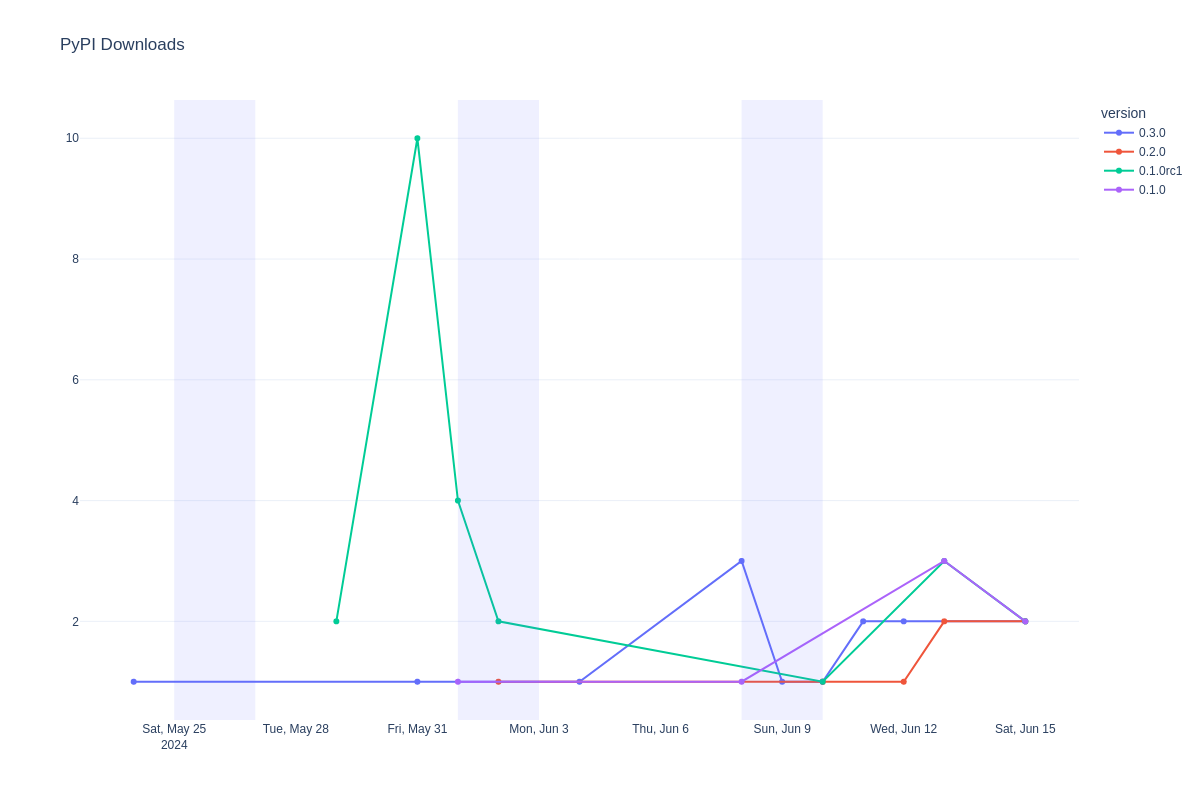 PyPI Downloads
10
8
6
4
2
Sat, May 25
2024
Tue, May 28
Fri, May 31
Mon, Jun 3
Thu, Jun 6
Sun, Jun 9
Wed, Jun 12
Sat, Jun 15
version
0.3.0
0.2.0
0.1.0rc1
0.1.0